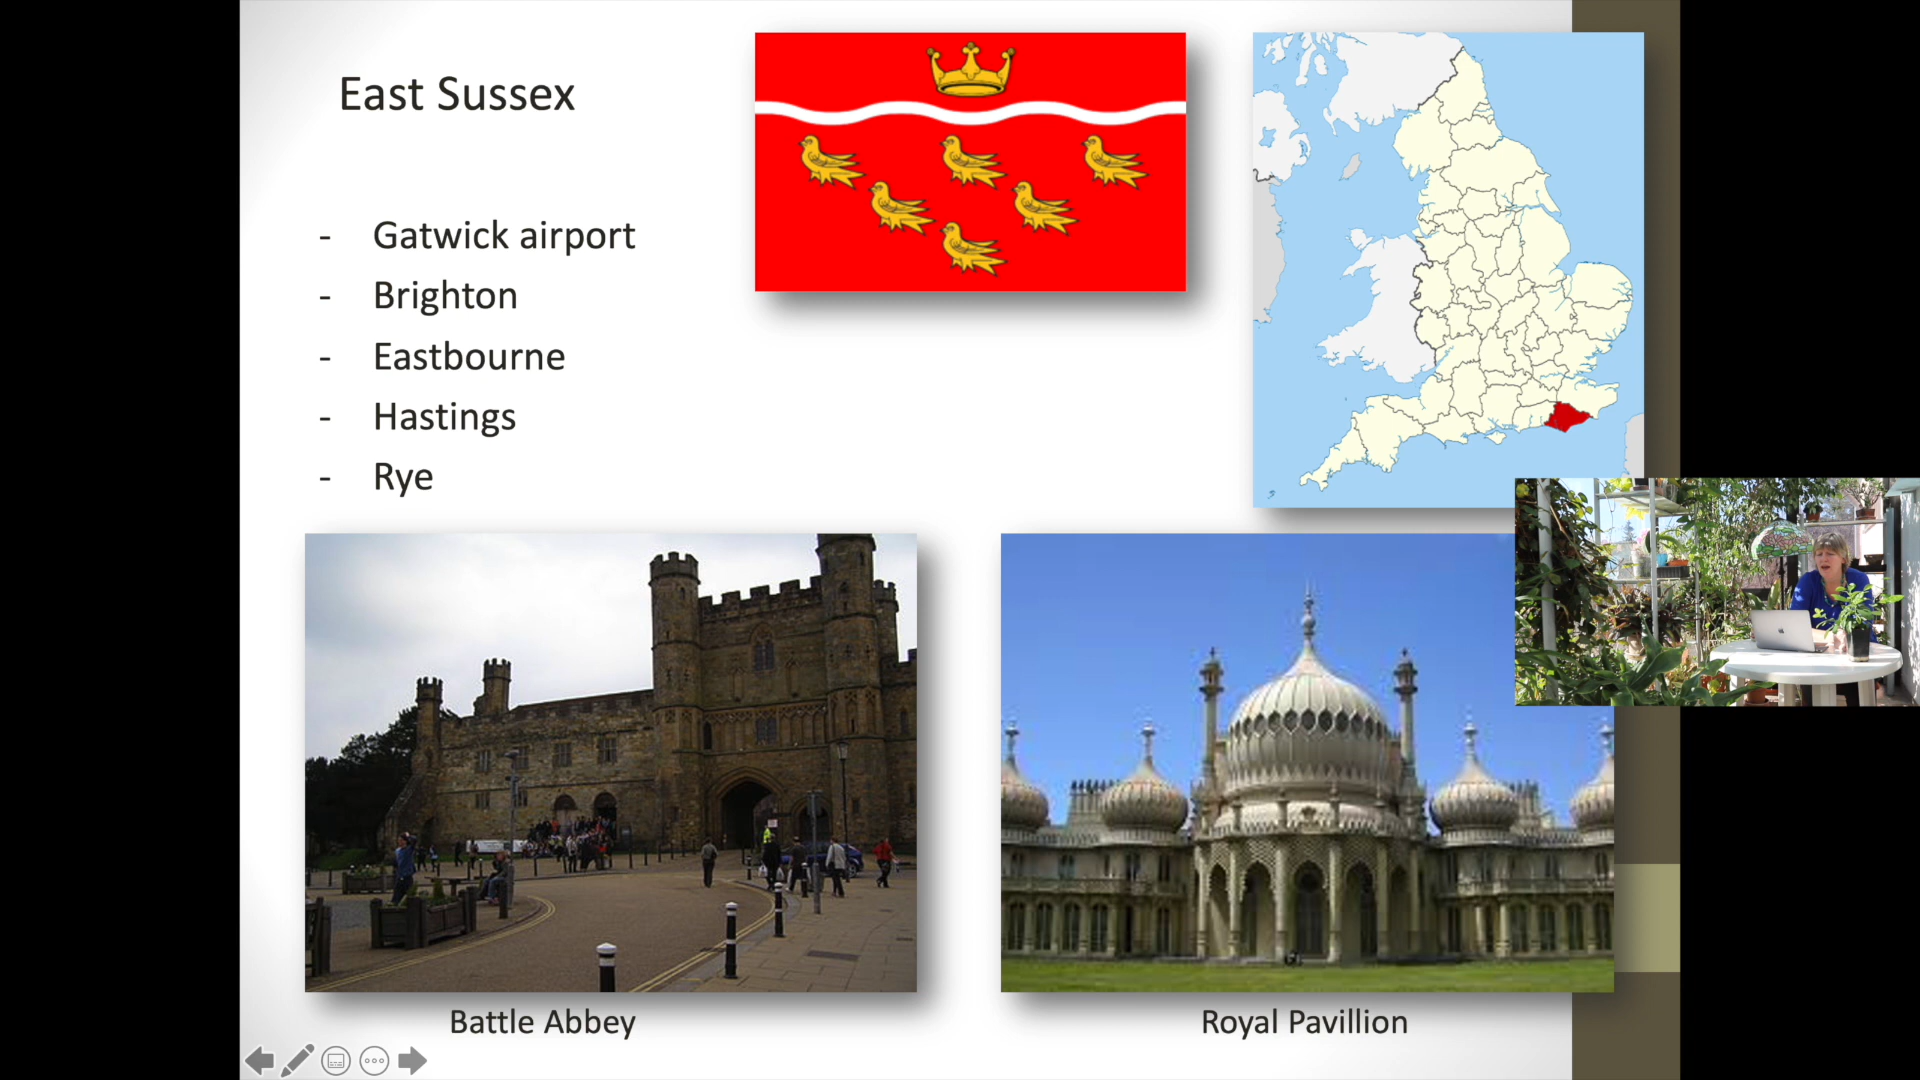 East Sussex
- Gatwick airport
- Brighton
- Eastbourne
- Hastings
- Rye
Battle Abbey
Royal Pavillion